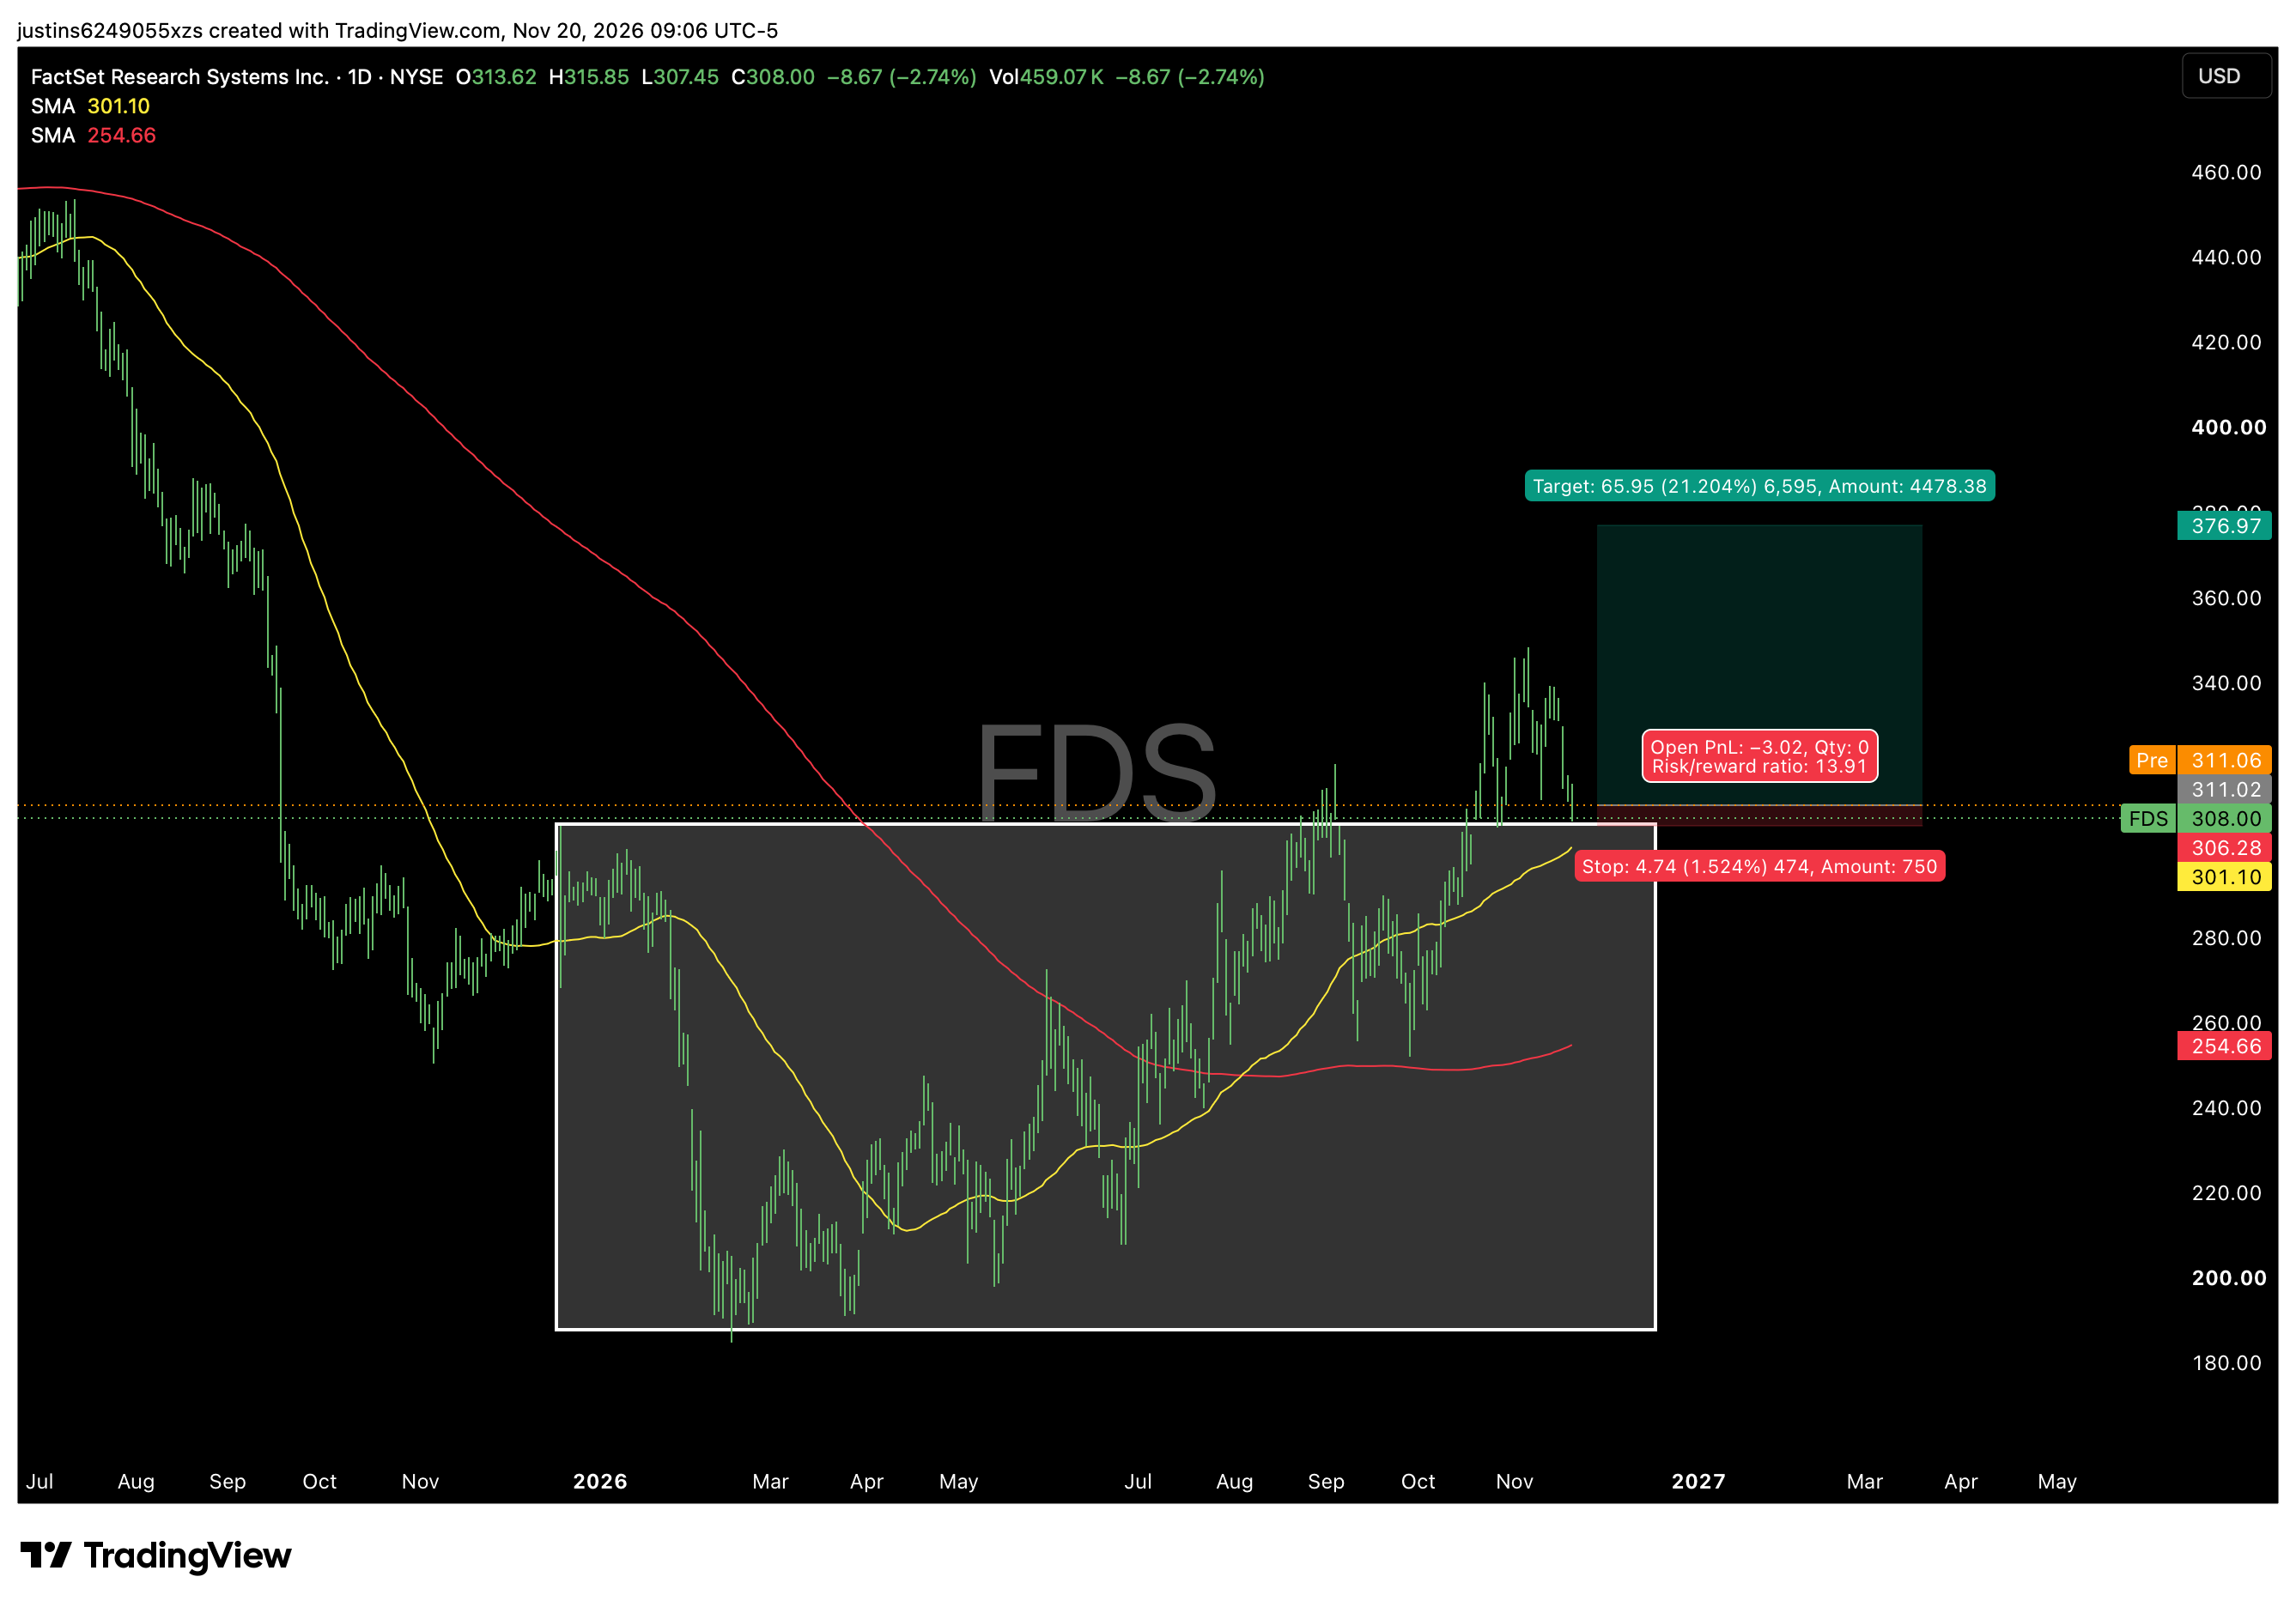 justins6249055xzs created with TradingView.com, Nov 20, 2026 09:06 UTC-5
FactSet Research Systems Inc. · 1D · NYSE O313.62 H315.85 L307.45 C308.00 −8.67 (−2.74%) Vol459.07 K −8.67 (−2.74%)
USD
SMA 301.10
SMA 254.66
460.00
440.00
420.00
400.00
Target: 65.95 (21.204%) 6,595, Amount: 4478.38
376.97
360.00
340.00
FDS
Open PnL: −3.02, Qty: 0
Risk/reward ratio: 13.91
Pre 311.06
311.02
FDS 308.00
306.28
Stop: 4.74 (1.524%) 474, Amount: 750
301.10
280.00
260.00
254.66
240.00
220.00
200.00
180.00
Jul Aug Sep Oct Nov 2026 Mar Apr May Jul Aug Sep Oct Nov 2027 Mar Apr May
TradingView